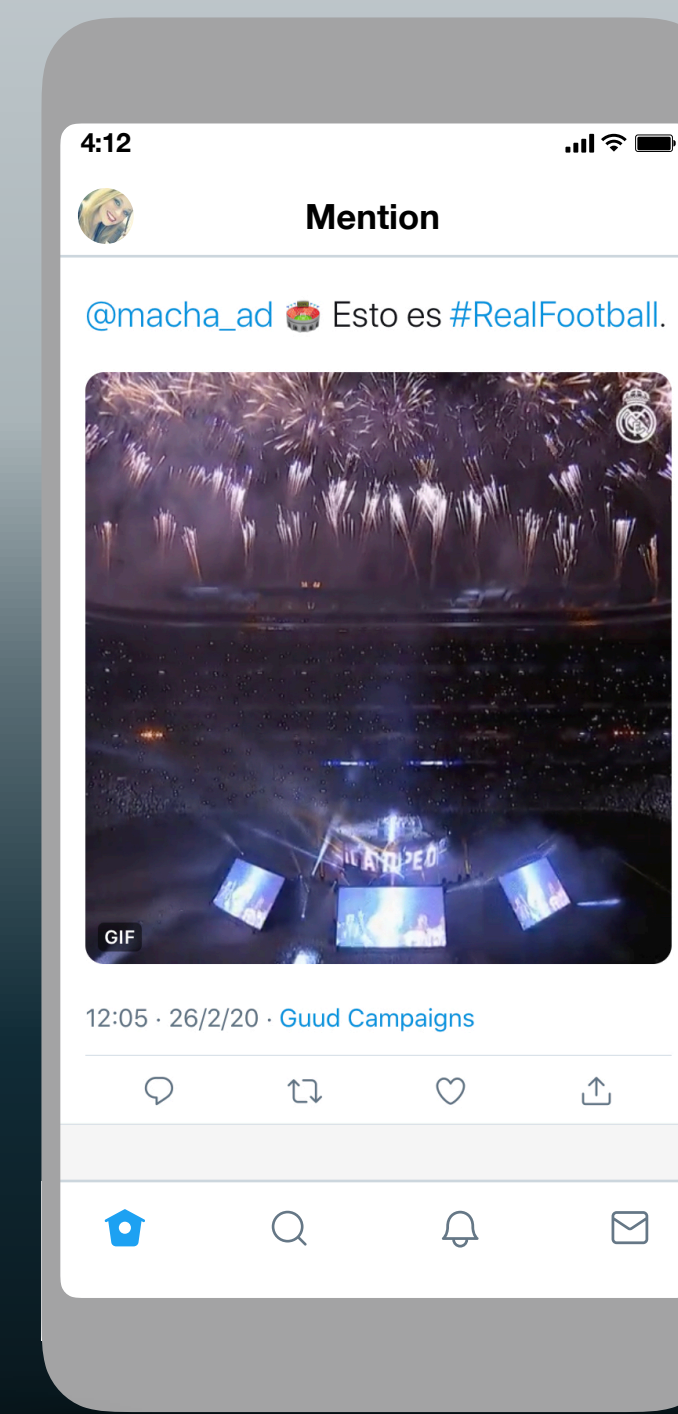 4:12
Mention
@macha_ad 🏟️ Esto es #RealFootball.
GIF
12:05 · 26/2/20 · Guud Campaigns